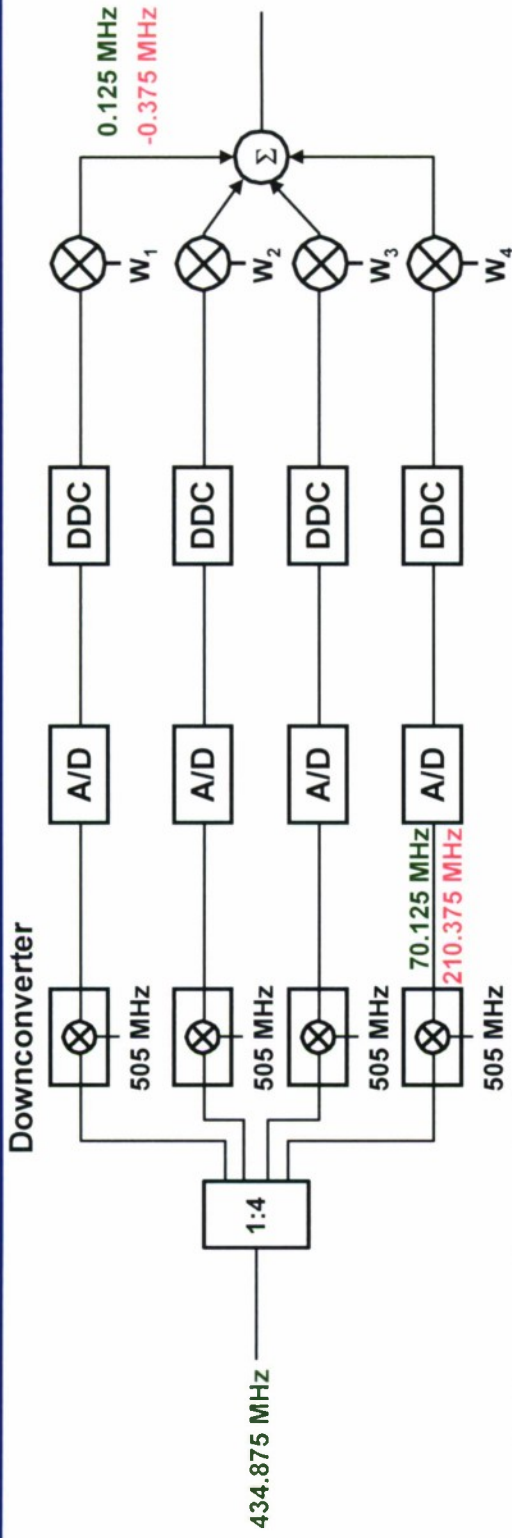 Downconverter
434.875 MHz
1:4
505 MHz
A/D
DDC
W1
505 MHz
A/D
DDC
W2
505 MHz
A/D
DDC
W3
505 MHz
70.125 MHz
210.375 MHz
A/D
DDC
W4
Σ
0.125 MHz
-0.375 MHz